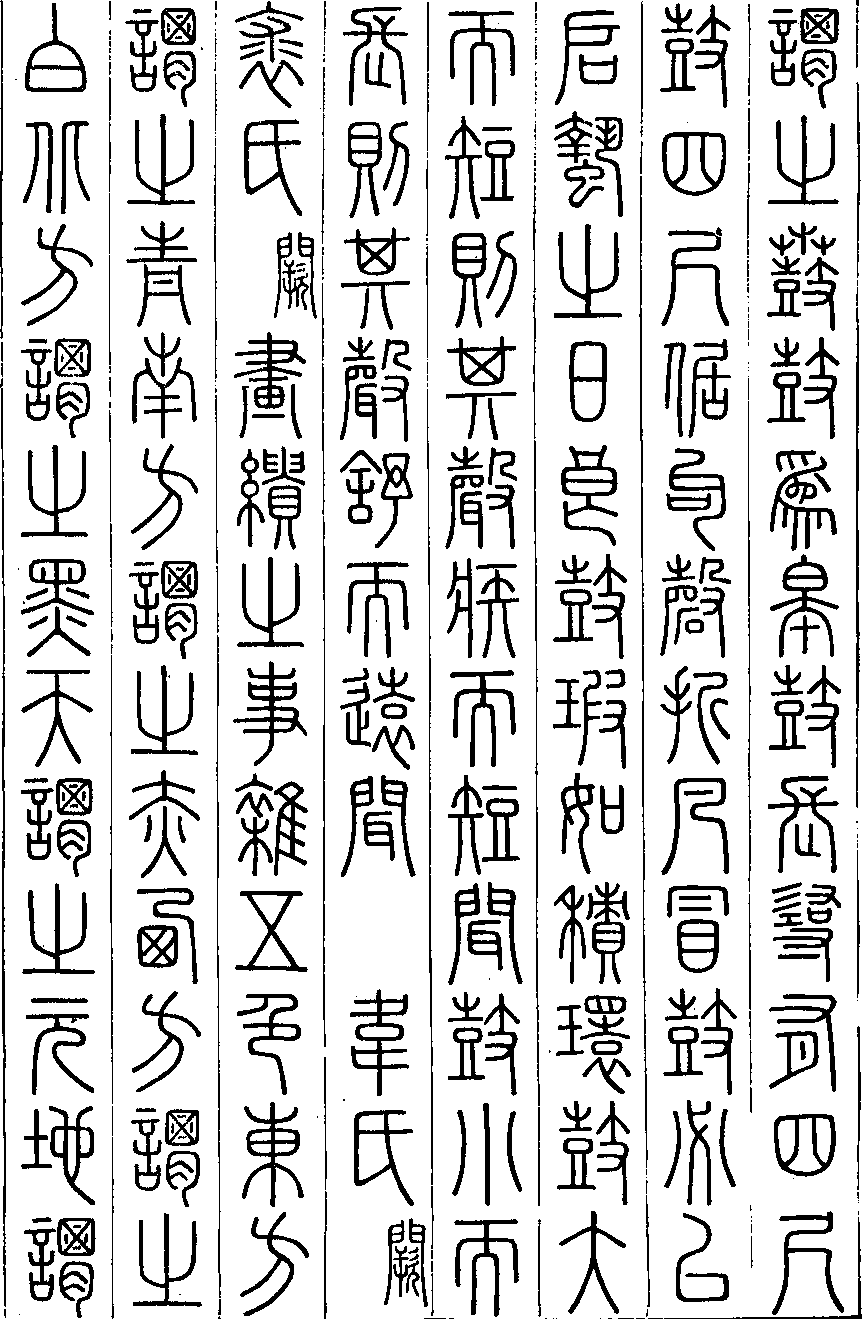 謂之鼖鼓爲皋鼓長尋有四尺
鼓四尺倨句磬折凡冒鼓必以
启蟄之日良鼓瑕如積環鼓大
而短則其聲疾而短聞鼓小而
長則其聲舒而遠聞　韋氏闕
裘氏闕畫繢之事雜五色東方
謂之青南方謂之赤西方謂之
白北方謂之黑天謂之玄地謂